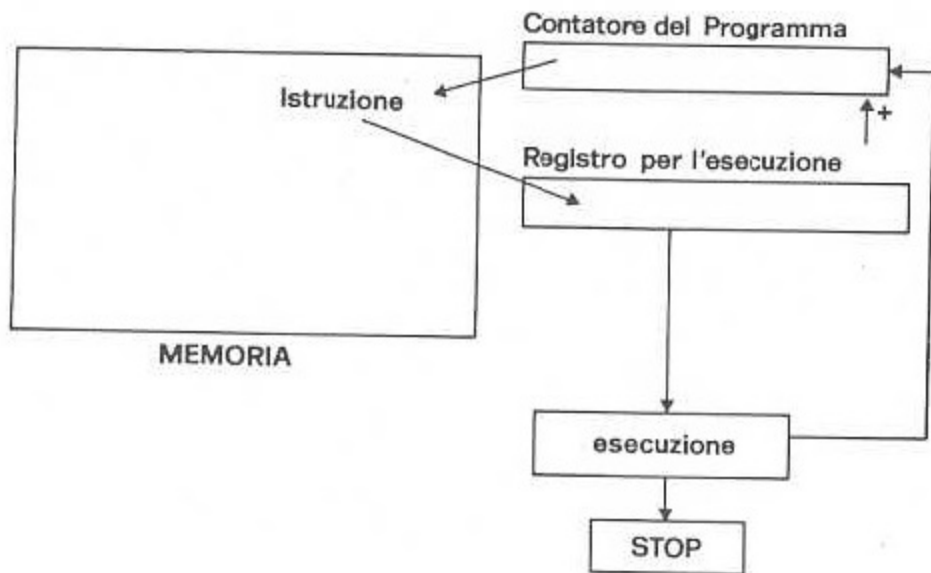 Contatore del Programma
Istruzione
+
Registro per l'esecuzione
MEMORIA
esecuzione
STOP